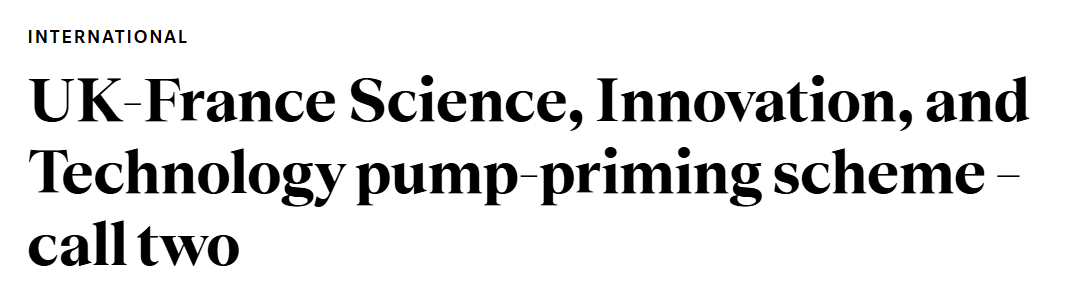 INTERNATIONAL
UK-France Science, Innovation, and
Technology pump-priming scheme –
call two